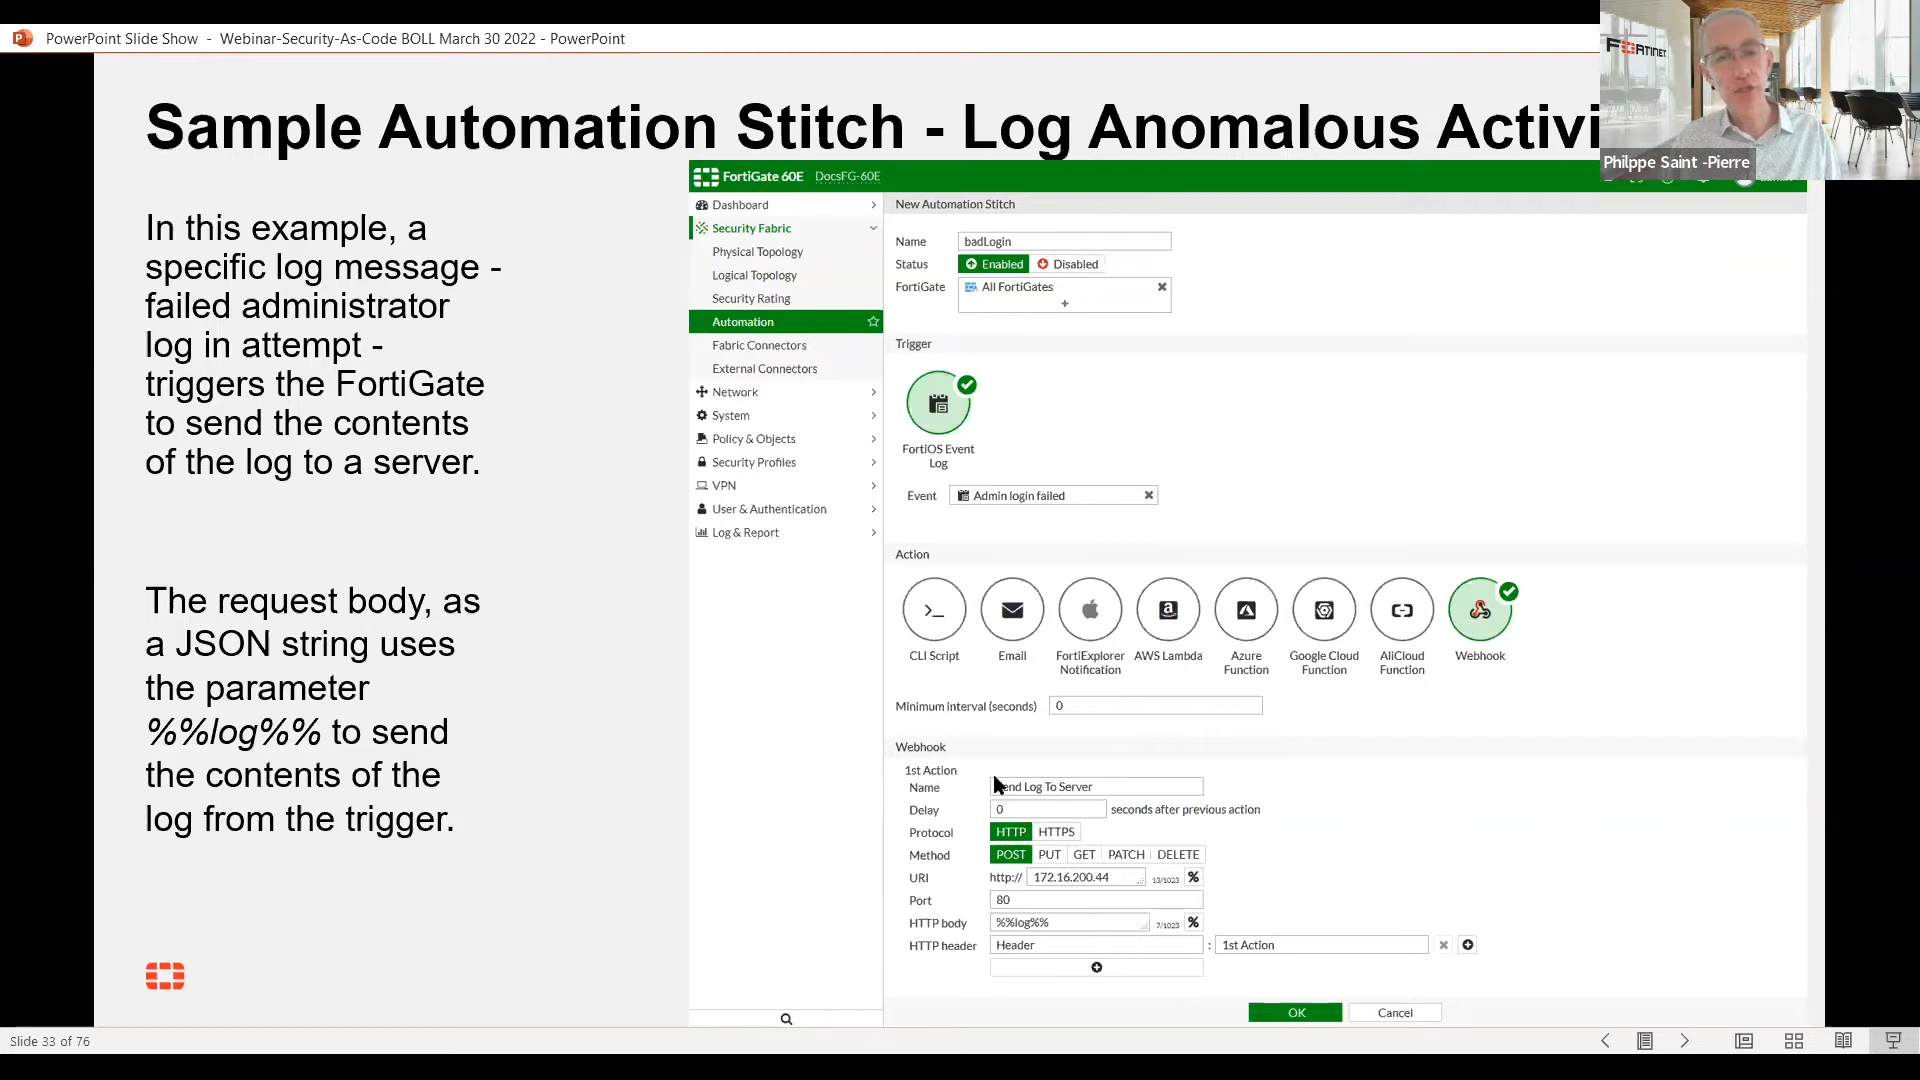 PowerPoint Slide Show - Webinar-Security-As-Code BOLL March 30 2022 - PowerPoint
FORTINET
Philppe Saint -Pierre
Sample Automation Stitch - Log Anomalous Activi
In this example, a
specific log message -
failed administrator
log in attempt -
triggers the FortiGate
to send the contents
of the log to a server.
The request body, as
a JSON string uses
the parameter
%%log%% to send
the contents of the
log from the trigger.
FortiGate 60E DocsFG-60E
Dashboard
Security Fabric
Physical Topology
Logical Topology
Security Rating
Automation
Fabric Connectors
External Connectors
Network
System
Policy & Objects
Security Profiles
VPN
User & Authentication
Log & Report
New Automation Stitch
Name badLogin
Status Enabled Disabled
FortiGate All FortiGates
+
Trigger
FortiOS Event
Log
Event Admin login failed
Action
CLI Script
Email
FortiExplorer
Notification
AWS Lambda
Azure
Function
Google Cloud
Function
AliCloud
Function
Webhook
Minimum interval (seconds) 0
Webhook
1st Action
Name end Log To Server
Delay 0 seconds after previous action
Protocol HTTP HTTPS
Method POST PUT GET PATCH DELETE
URI http:// 172.16.200.44 13/1023 %
Port 80
HTTP body %%log%% 7/1023 %
HTTP header Header : 1st Action
OK Cancel
Slide 33 of 76